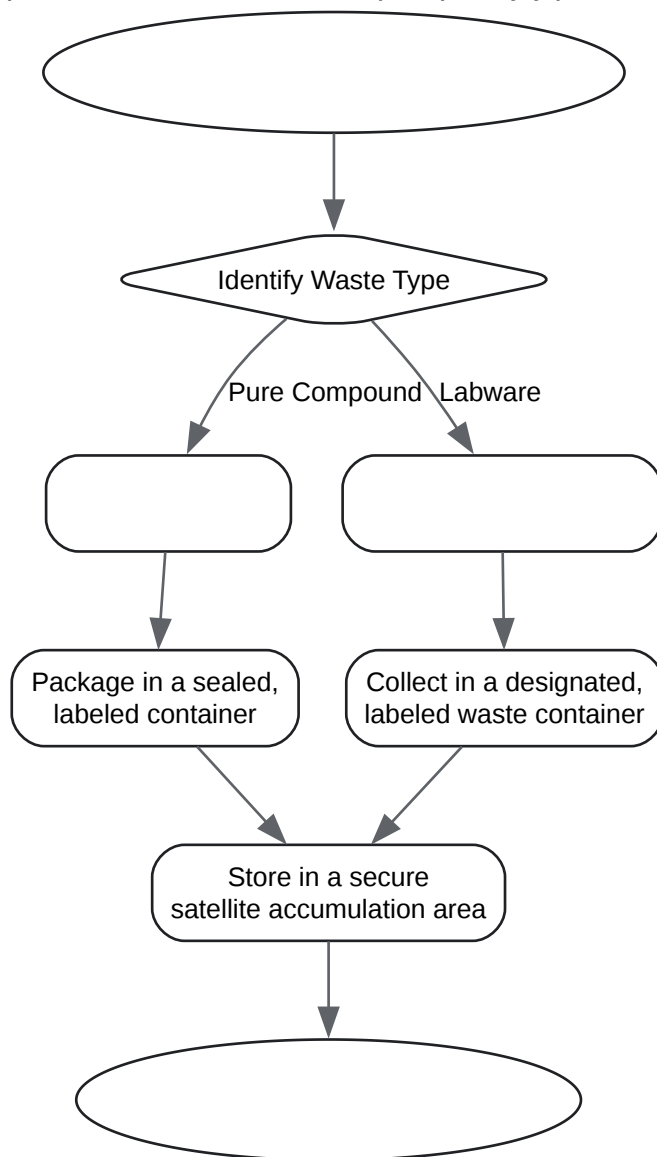 Identify Waste Type
Pure Compound Labware
Package in a sealed,
labeled container
Collect in a designated,
labeled waste container
Store in a secure
satellite accumulation area